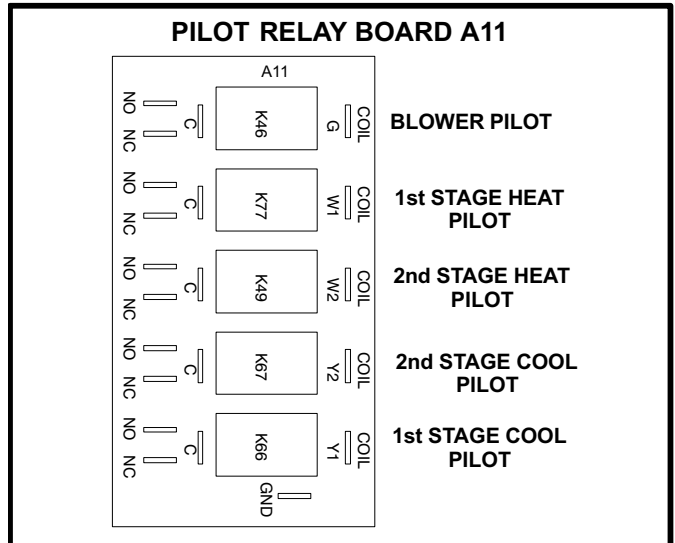 PILOT RELAY BOARD A11
A11
NO
NC
C
K46
G
COIL
BLOWER PILOT
NO
NC
C
K77
W1
COIL
1st STAGE HEAT
PILOT
NO
NC
C
K49
W2
COIL
2nd STAGE HEAT
PILOT
NO
NC
C
K67
Y2
COIL
2nd STAGE COOL
PILOT
NO
NC
C
K66
Y1
COIL
1st STAGE COOL
PILOT
GND